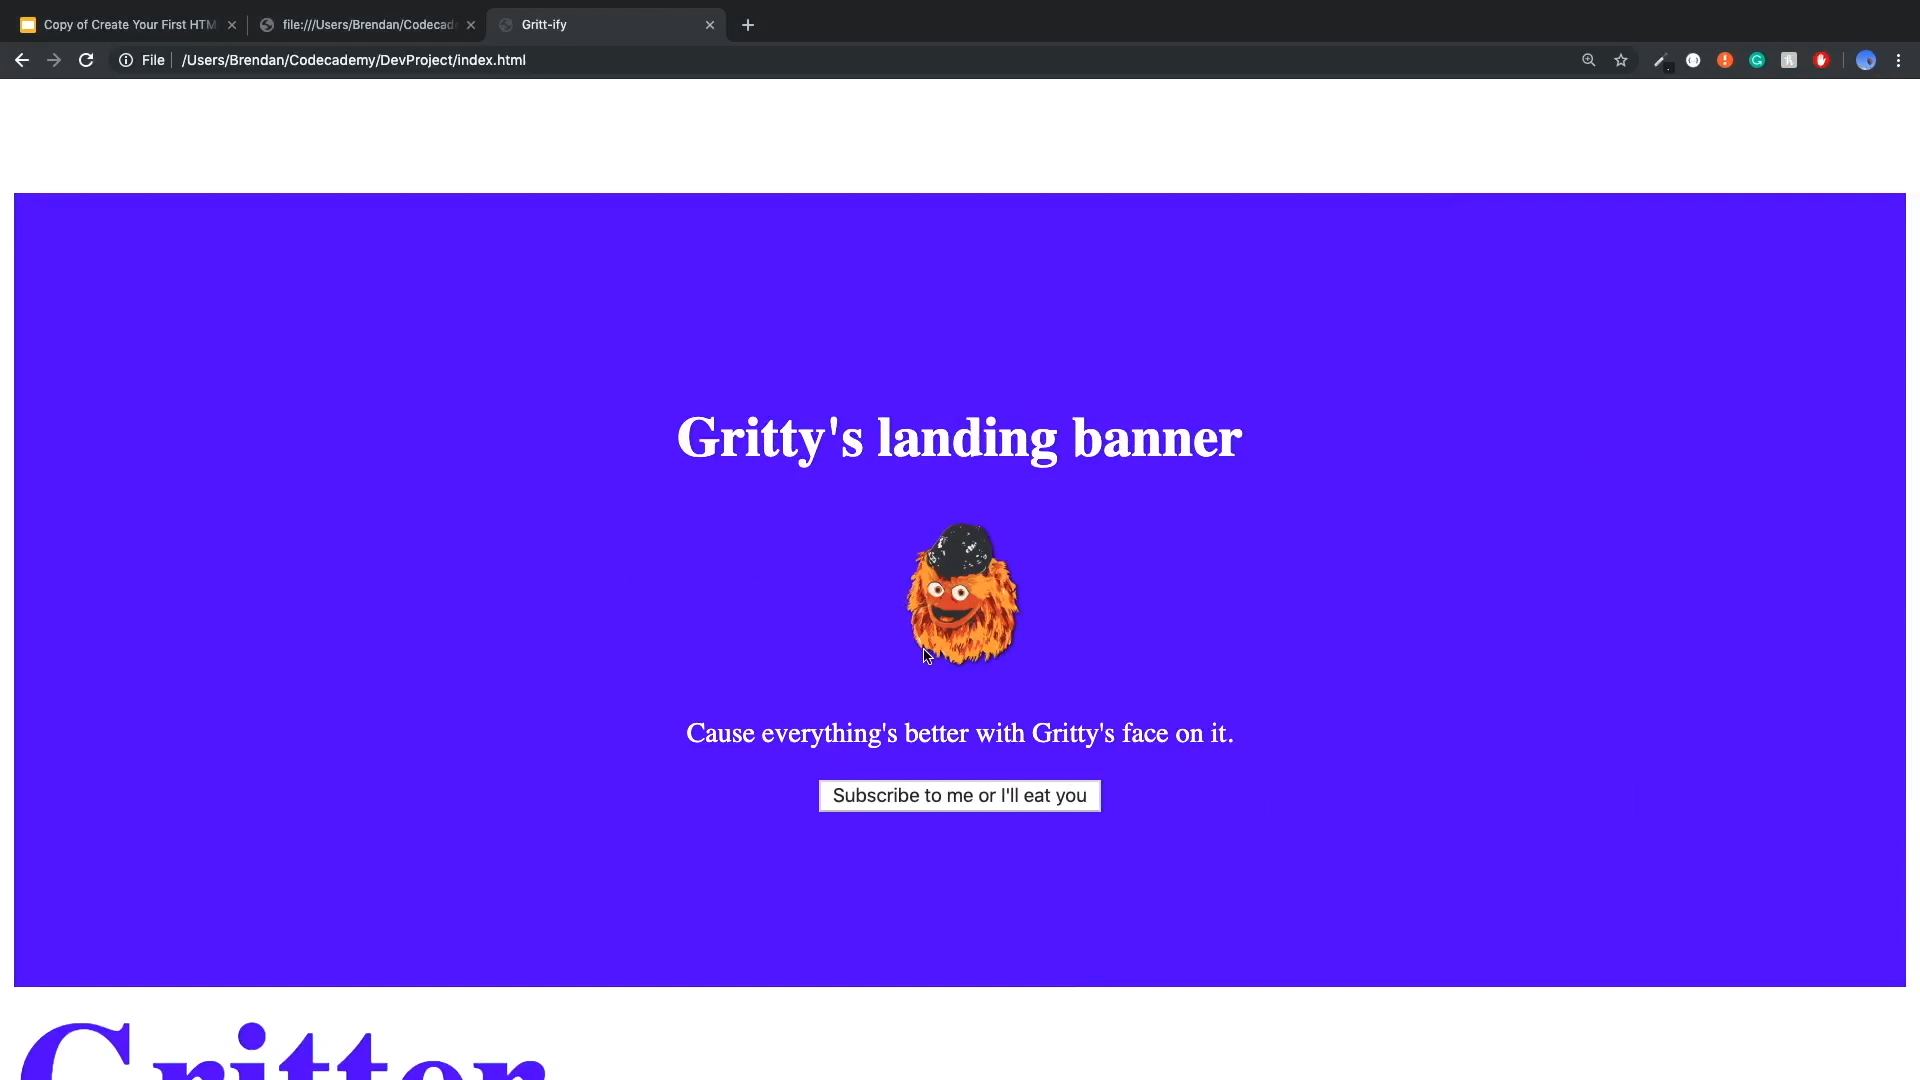 Copy of Create Your First HTM
file:///Users/Brendan/Codecad
Gritt-ify
File
/Users/Brendan/Codecademy/DevProject/index.html
Gritty's landing banner
Cause everything's better with Gritty's face on it.
Subscribe to me or I'll eat you
Gritter